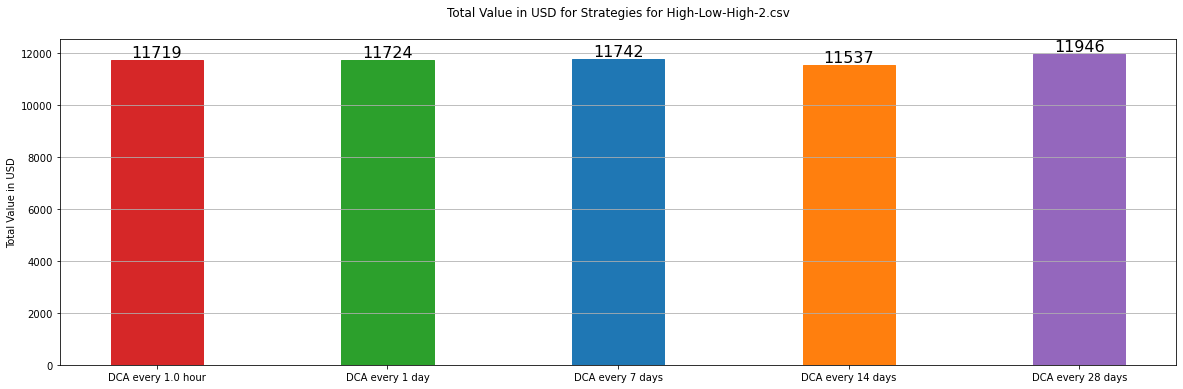 Total Value in USD for Strategies for High-Low-High-2.csv
11719
11724
11742
11537
11946
12000
10000
8000
6000
4000
2000
0
Total Value in USD
DCA every 1.0 hour
DCA every 1 day
DCA every 7 days
DCA every 14 days
DCA every 28 days